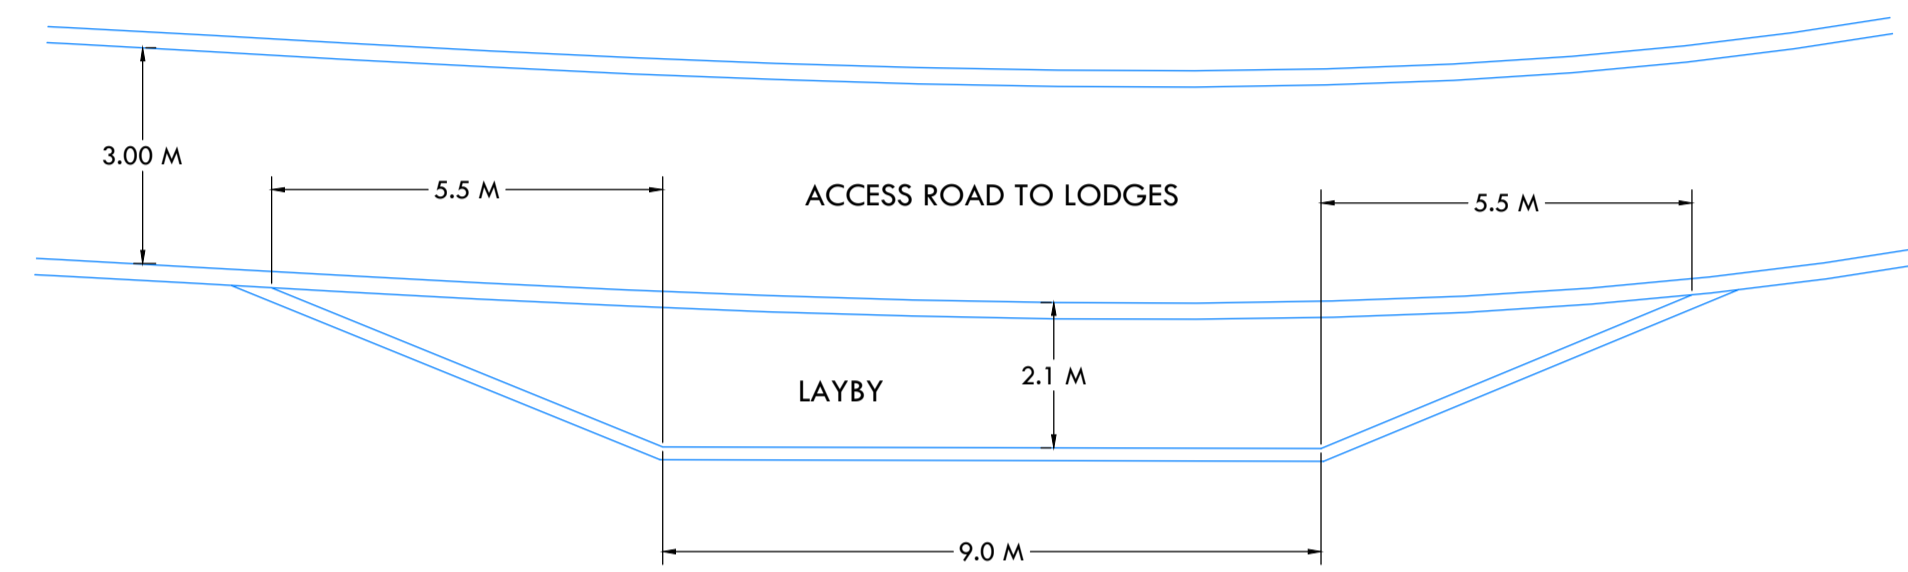 3.00 M
5.5 M
ACCESS ROAD TO LODGES
5.5 M
LAYBY
2.1 M
9.0 M